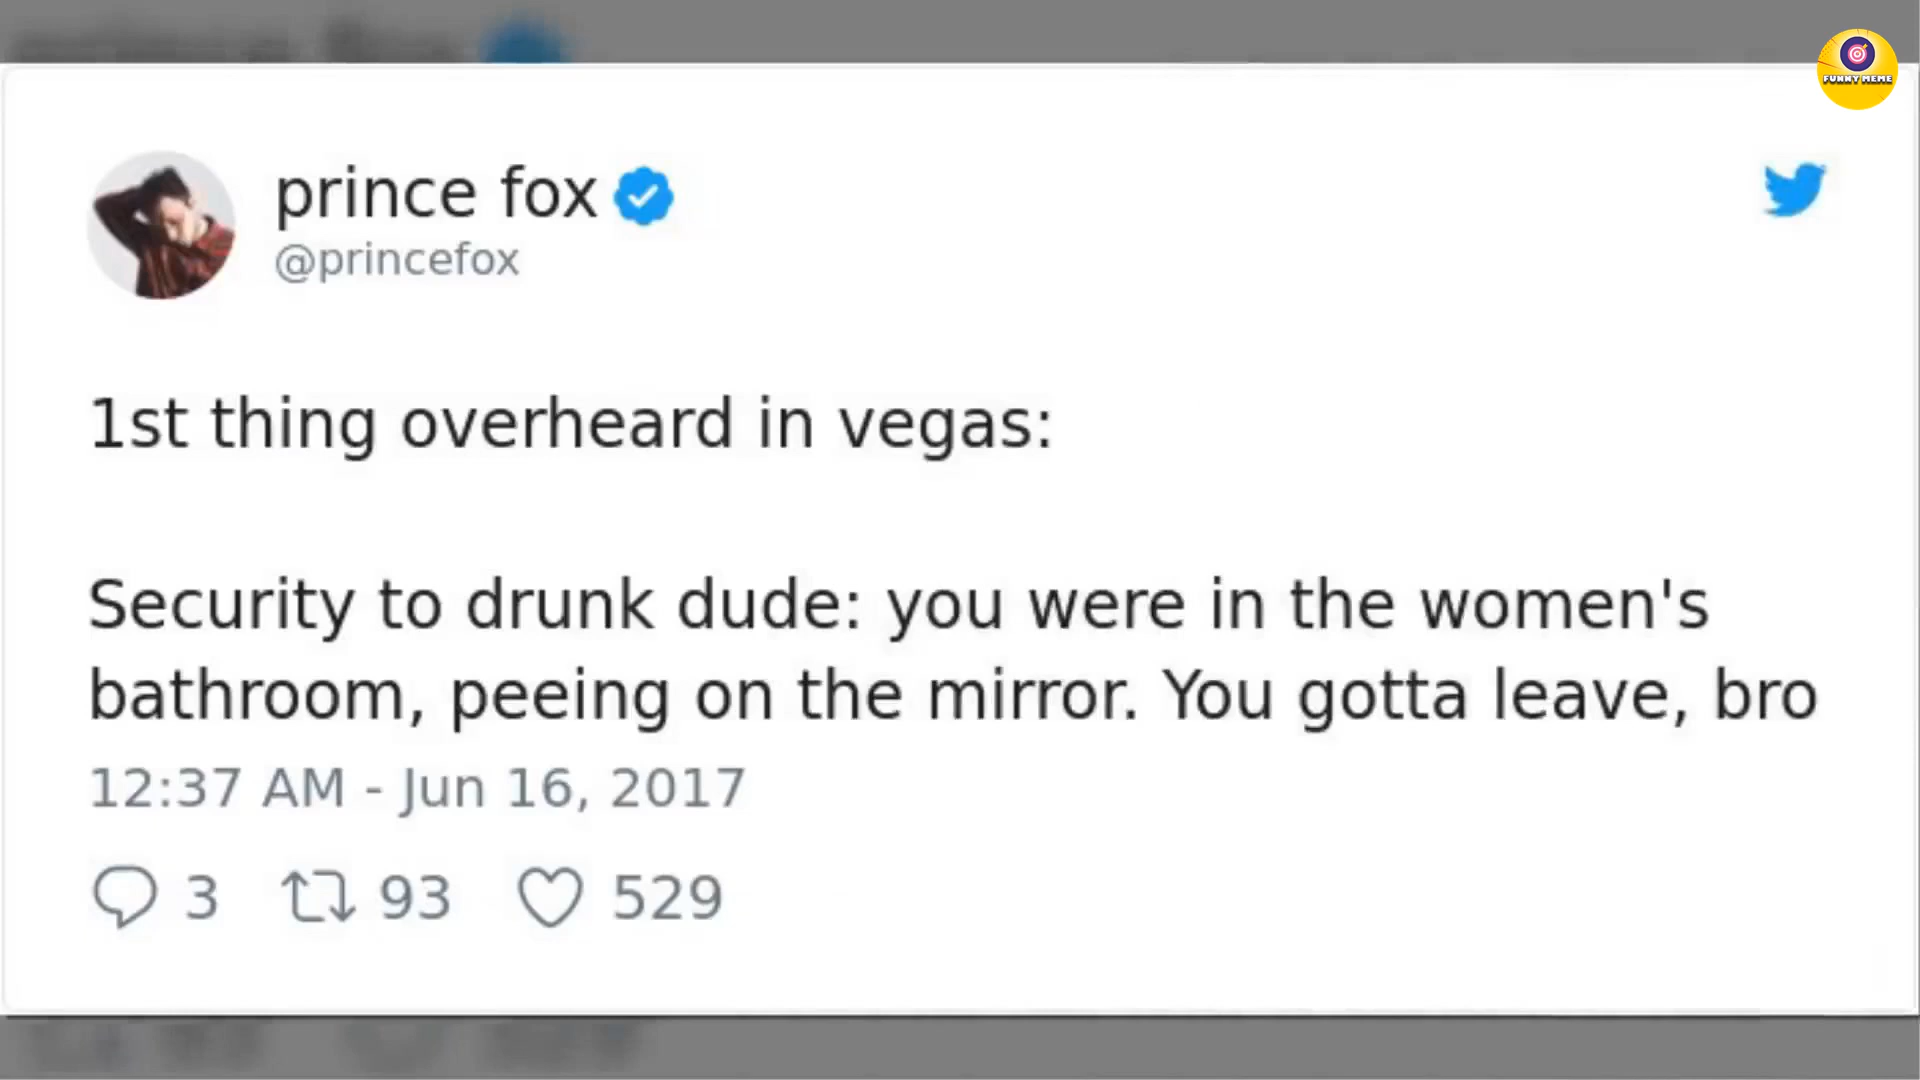 FUNNY MEME
prince fox
@princefox
1st thing overheard in vegas:
Security to drunk dude: you were in the women's
bathroom, peeing on the mirror. You gotta leave, bro
12:37 AM - Jun 16, 2017
3 93 529